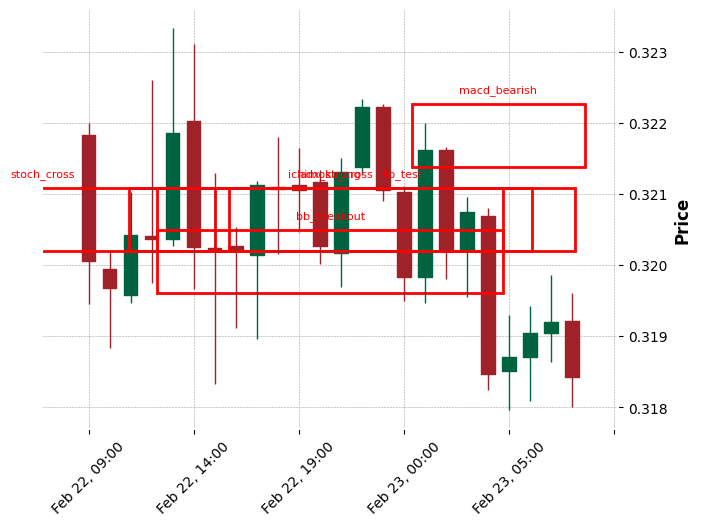 0.323
macd_bearish
0.322
stoch_cross
fib_test
0.321
bb_breakout
0.320
0.319
0.318
Price
Feb 22, 09:00
Feb 22, 14:00
Feb 22, 19:00
Feb 23, 00:00
Feb 23, 05:00